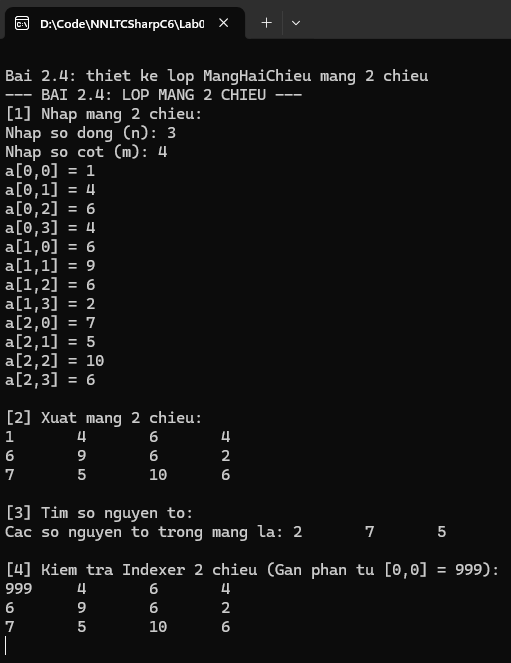 D:\Code\NNLTCSharpC6\Lab0
Bai 2.4: thiet ke lop MangHaiChieu mang 2 chieu
--- BAI 2.4: LOP MANG 2 CHIEU ---
[1] Nhap mang 2 chieu:
Nhap so dong (n): 3
Nhap so cot (m): 4
a[0,0] = 1
a[0,1] = 4
a[0,2] = 6
a[0,3] = 4
a[1,0] = 6
a[1,1] = 9
a[1,2] = 6
a[1,3] = 2
a[2,0] = 7
a[2,1] = 5
a[2,2] = 10
a[2,3] = 6
[2] Xuat mang 2 chieu:
1 4 6 4
6 9 6 2
7 5 10 6
[3] Tim so nguyen to:
Cac so nguyen to trong mang la: 2 7 5
[4] Kiem tra Indexer 2 chieu (Gan phan tu [0,0] = 999):
999 4 6 4
6 9 6 2
7 5 10 6